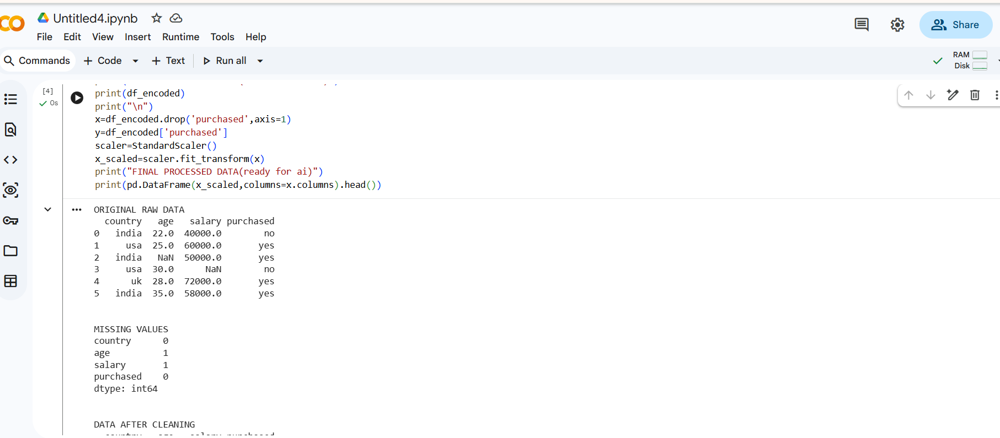 Untitled4.ipynb
File Edit View Insert Runtime Tools Help
Share
Commands + Code + Text Run all
RAM
Disk
[4]
0s
print(df_encoded)
print("\n")
x=df_encoded.drop('purchased',axis=1)
y=df_encoded['purchased']
scaler=StandardScaler()
x_scaled=scaler.fit_transform(x)
print("FINAL PROCESSED DATA(ready for ai)")
print(pd.DataFrame(x_scaled,columns=x.columns).head())
ORIGINAL RAW DATA
country age salary purchased
0 india 22.0 40000.0 no
1 usa 25.0 60000.0 yes
2 india NaN 50000.0 yes
3 usa 30.0 NaN no
4 uk 28.0 72000.0 yes
5 india 35.0 58000.0 yes
MISSING VALUES
country 0
age 1
salary 1
purchased 0
dtype: int64
DATA AFTER CLEANING